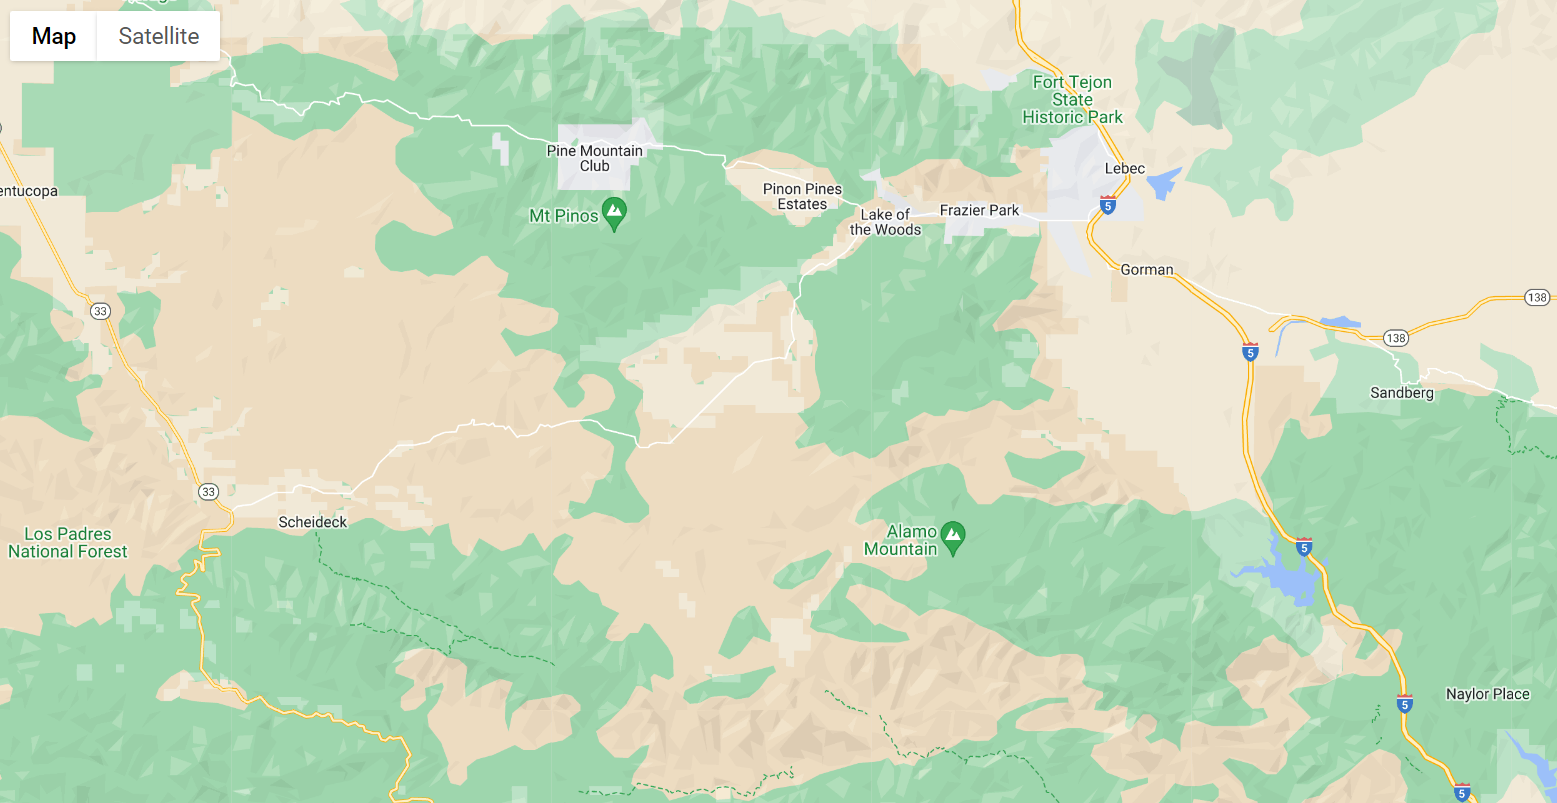 Map
Satellite
Fort Tejon
State
Historic Park
Pine Mountain
Club
Lebec
entucopa
Pinon Pines
Estates
Mt Pinos
5
Lake of
the Woods
Frazier Park
Gorman
138
33
138
5
Sandberg
33
Scheideck
Los Padres
National Forest
Alamo
Mountain
5
Naylor Place
5
5